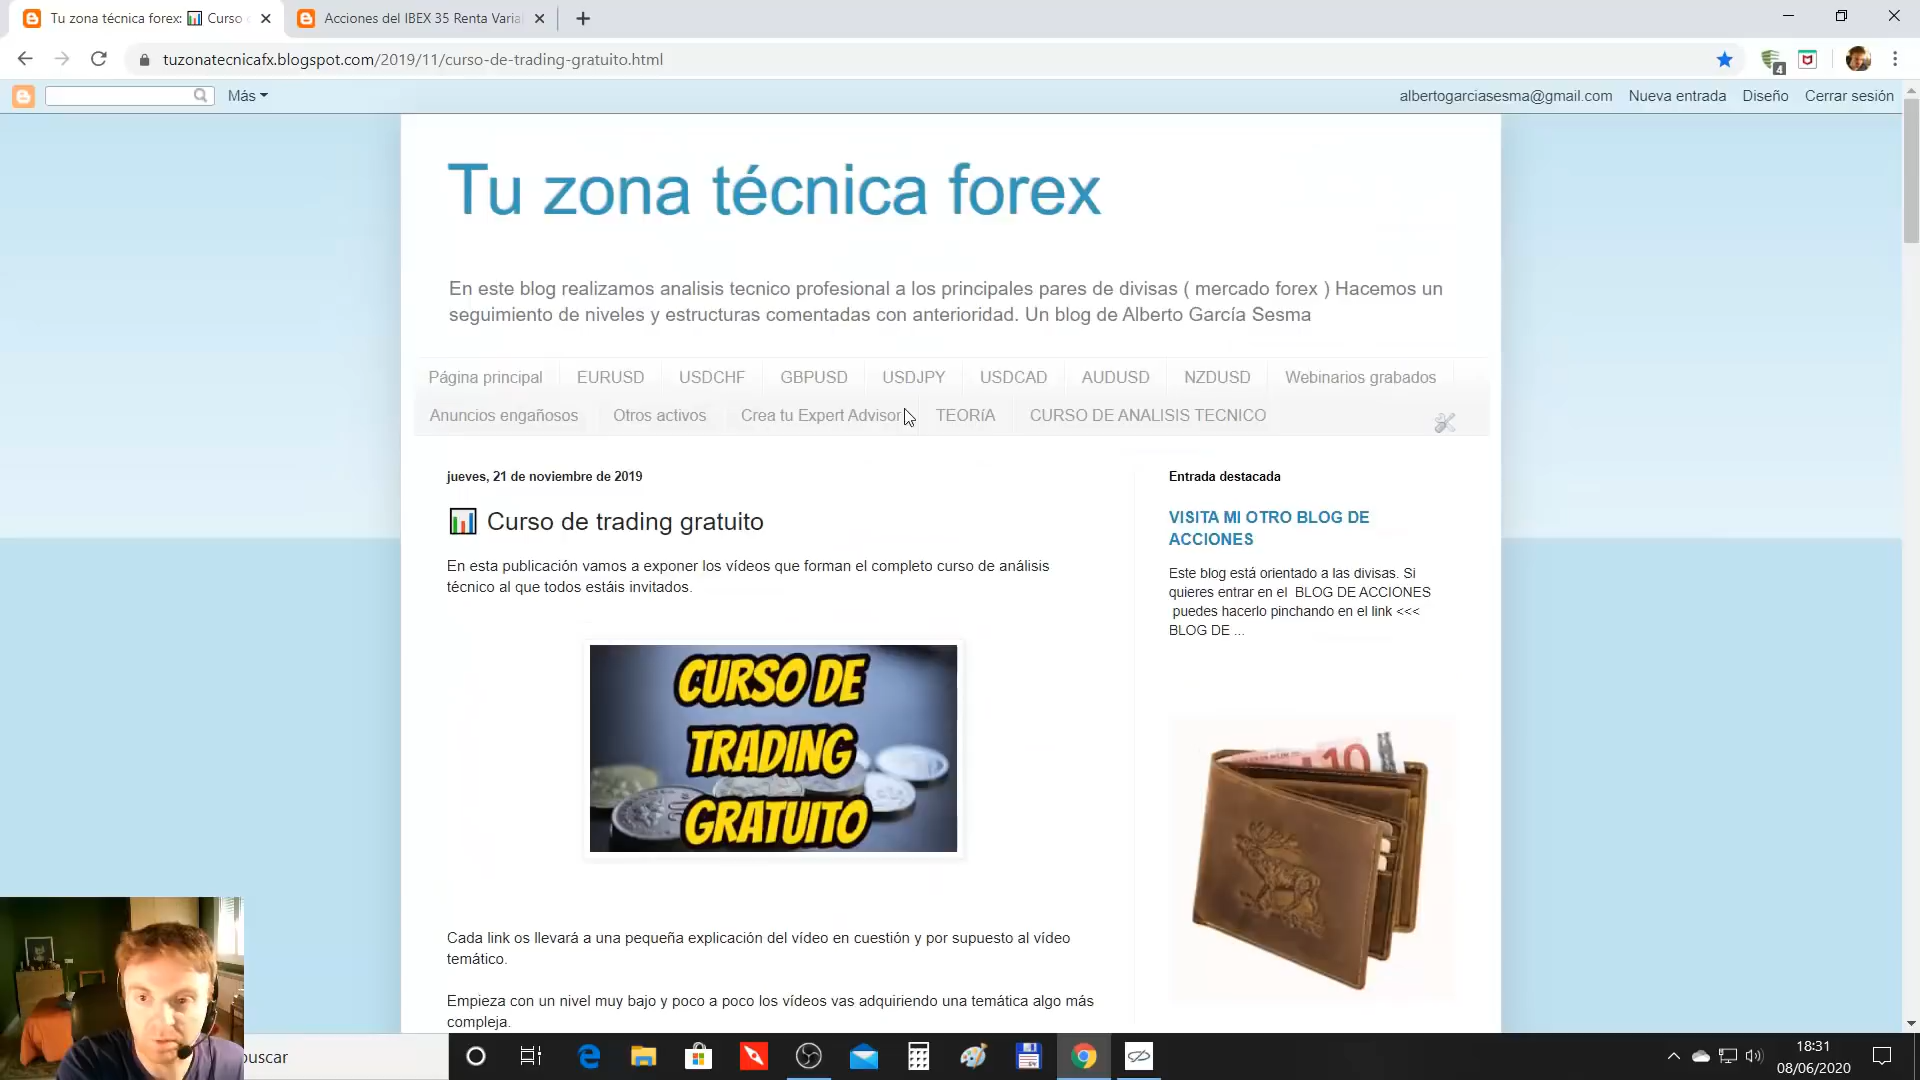 Tu zona técnica forex: 📊 Curso
Acciones del IBEX 35 Renta Varia
tuzonatecnicafx.blogspot.com/2019/11/curso-de-trading-gratuito.html
4
Más
albertogarciasesma@gmail.com
Nueva entrada
Diseño
Cerrar sesión
Tu zona técnica forex
En este blog realizamos analisis tecnico profesional a los principales pares de divisas ( mercado forex ) Hacemos un
seguimiento de niveles y estructuras comentadas con anterioridad. Un blog de Alberto García Sesma
Página principal
EURUSD
USDCHF
GBPUSD
USDJPY
USDCAD
AUDUSD
NZDUSD
Webinarios grabados
Anuncios engañosos
Otros activos
Crea tu Expert Advisor
TEORíA
CURSO DE ANALISIS TECNICO
jueves, 21 de noviembre de 2019
📊 Curso de trading gratuito
En esta publicación vamos a exponer los vídeos que forman el completo curso de análisis
técnico al que todos estáis invitados.
CURSO DE
TRADING
GRATUITO
Cada link os llevará a una pequeña explicación del vídeo en cuestión y por supuesto al vídeo
temático.
Empieza con un nivel muy bajo y poco a poco los vídeos vas adquiriendo una temática algo más
compleja.
Entrada destacada
VISITA MI OTRO BLOG DE
ACCIONES
Este blog está orientado a las divisas. Si
quieres entrar en el BLOG DE ACCIONES
puedes hacerlo pinchando en el link <<<
BLOG DE ...
10
buscar
18:31
08/06/2020